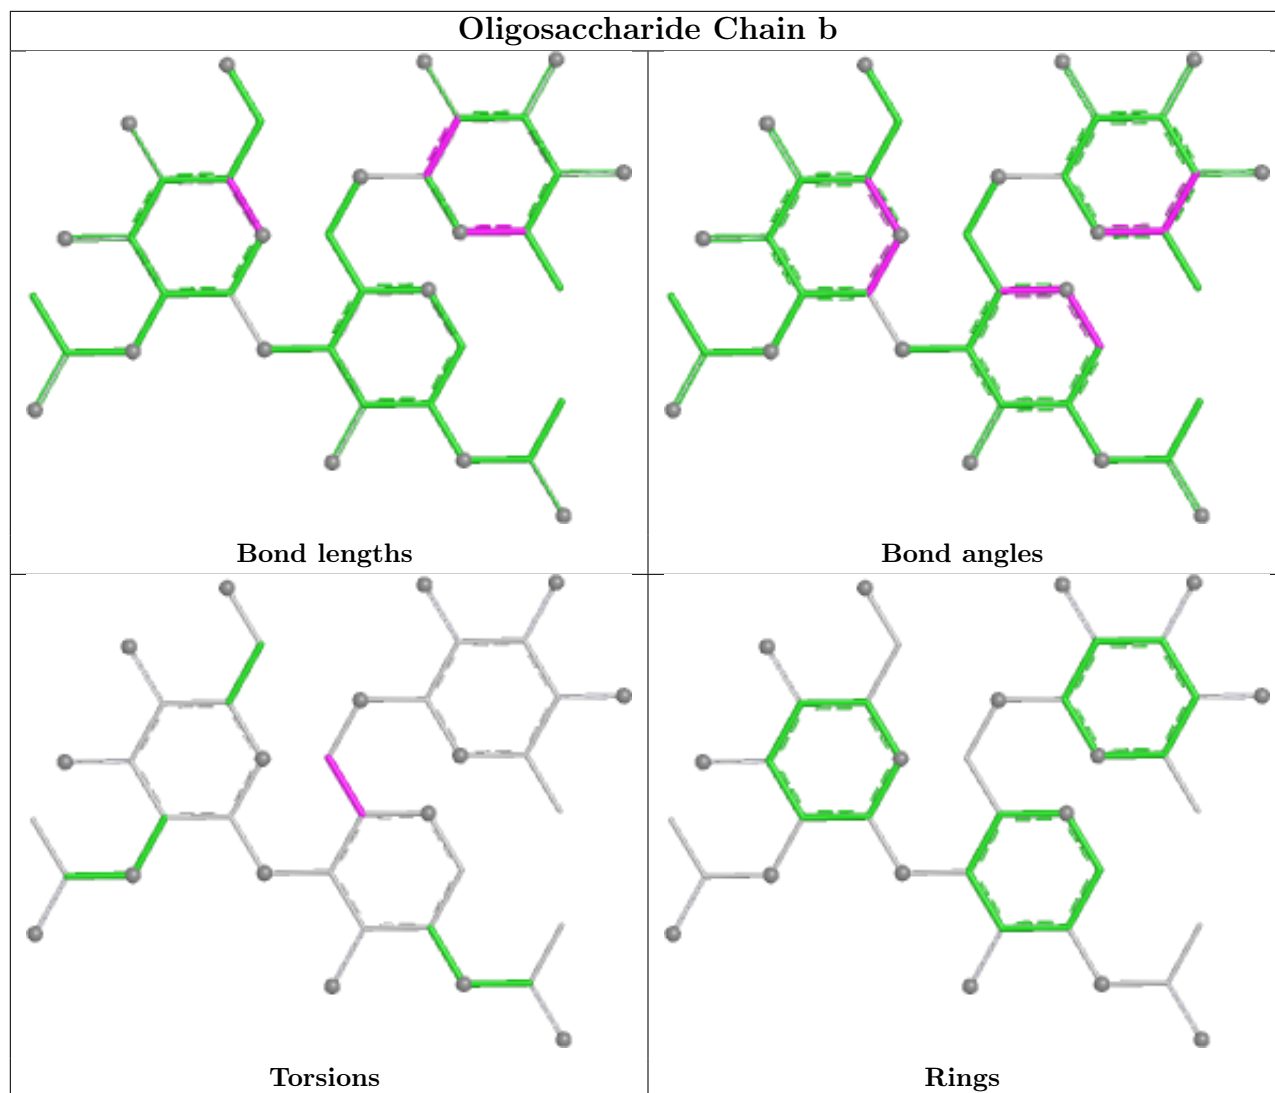 Oligosaccharide Chain b
Bond lengths
Bond angles
Torsions
Rings